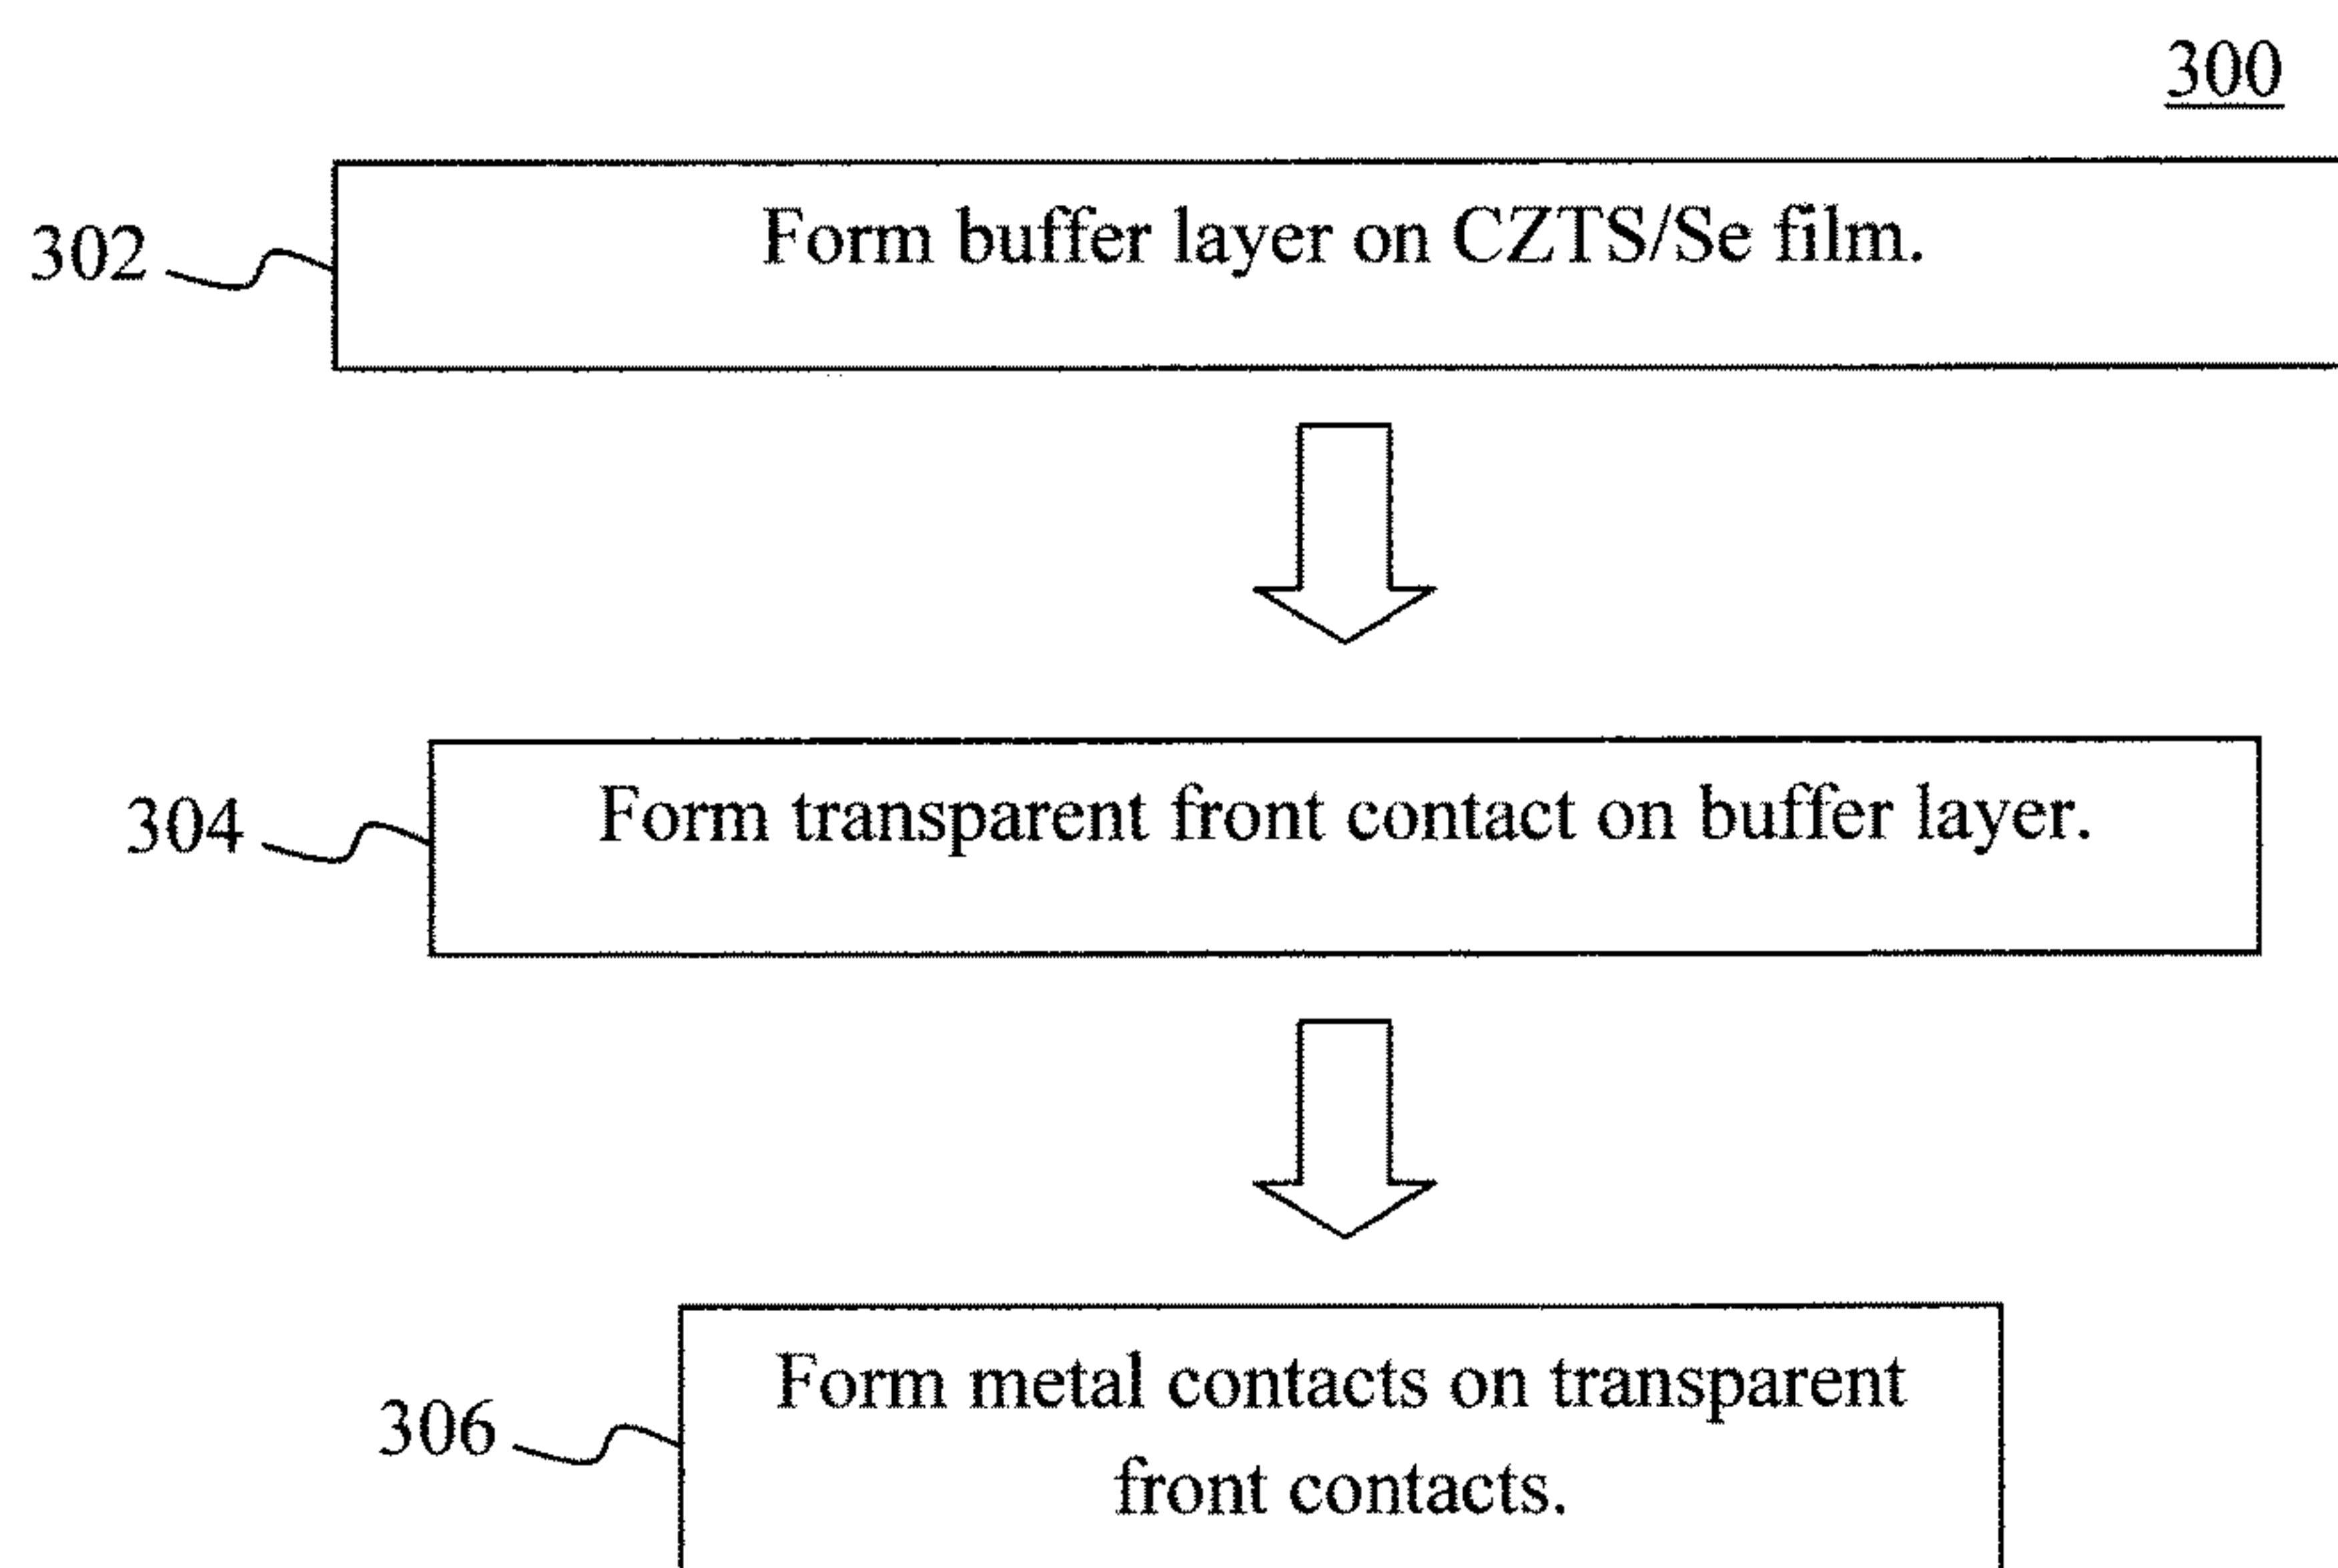 300
302
Form buffer layer on CZTS/Se film.
304
Form transparent front contact on buffer layer.
306
Form metal contacts on transparent
front contacts.